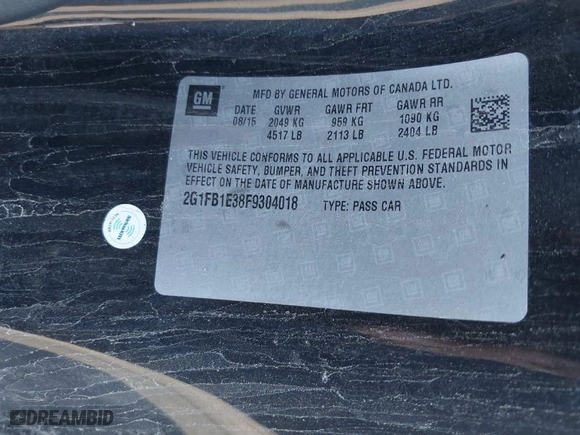 GM
MFD BY GENERAL MOTORS OF CANADA LTD.
DATE GVWR GAWR FRT GAWR RR
08/15 2049 KG 959 KG 1090 KG
4517 LB 2113 LB 2404 LB
THIS VEHICLE CONFORMS TO ALL APPLICABLE U.S. FEDERAL MOTOR
VEHICLE SAFETY, BUMPER, AND THEFT PREVENTION STANDARDS IN
EFFECT ON THE DATE OF MANUFACTURE SHOWN ABOVE.
2G1FB1E38F9304018 TYPE: PASS CAR
DREAMBID